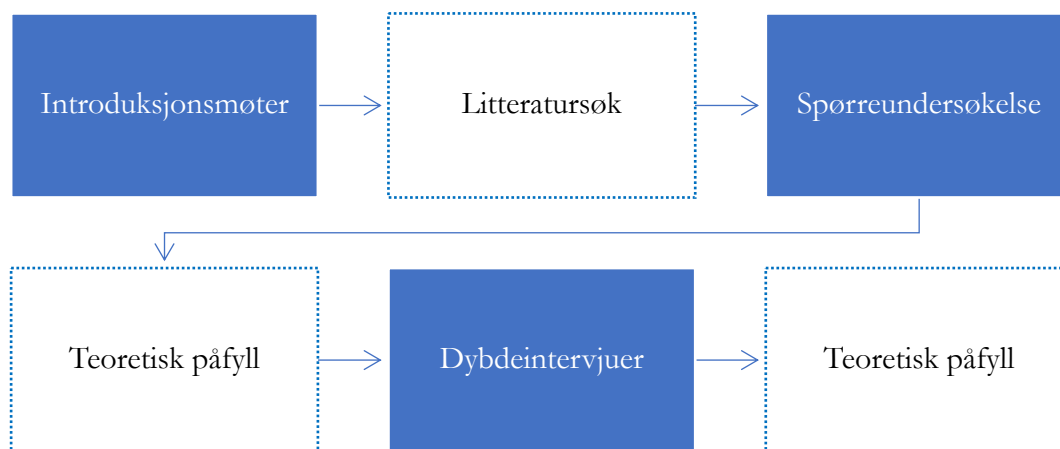 Introduksjonsmøter
Litteratursøk
Spørreundersøkelse
Teoretisk påfyll
Dybdeintervjuer
Teoretisk påfyll